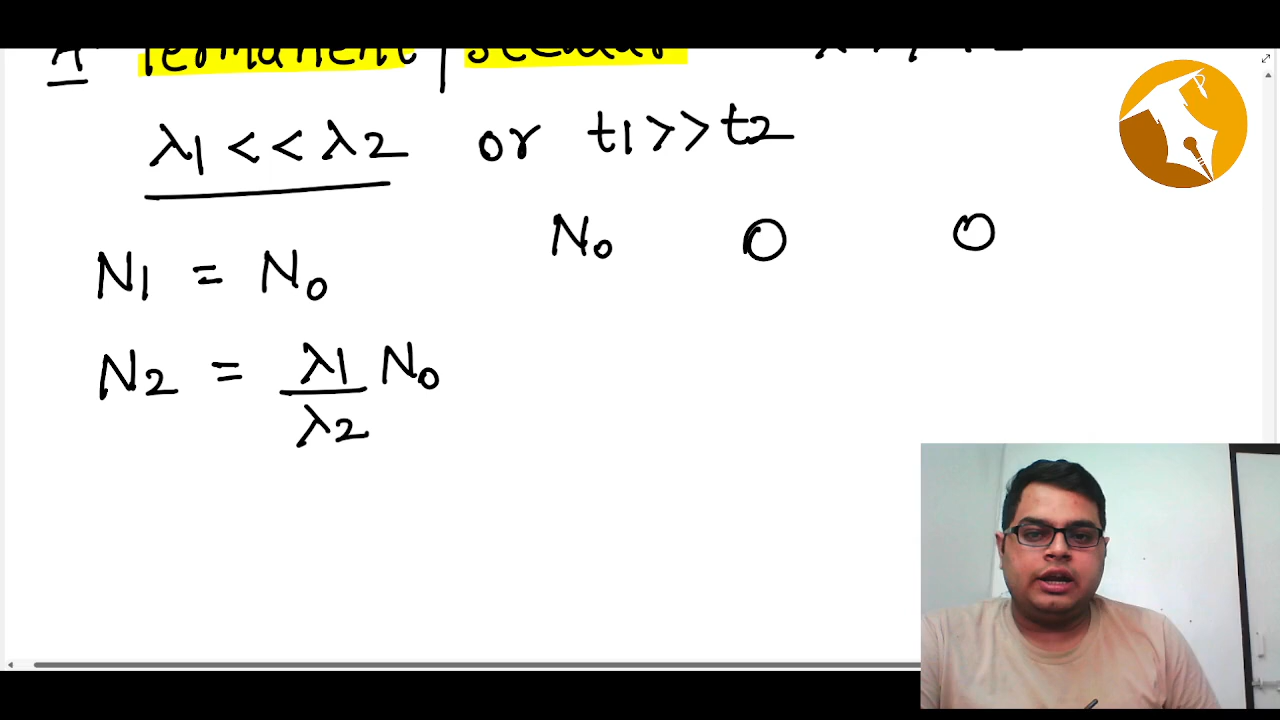 A Permanent / Secular
λ1 << λ2 or t1 >> t2
N0 0 0
N1 = N0
N2 = λ1/λ2 N0